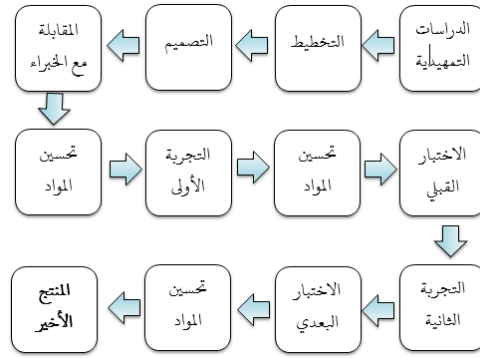 الدراسات
التمهيداية
التخطيط
التصميم
المقابلة
مع الخبراء
تحسين
المواد
التجربة
الأولى
تحسين
المواد
الاختبار
القبلي
التجربة
الثانية
الاختبار
البعدي
تحسين
المواد
المنتج
الأخير